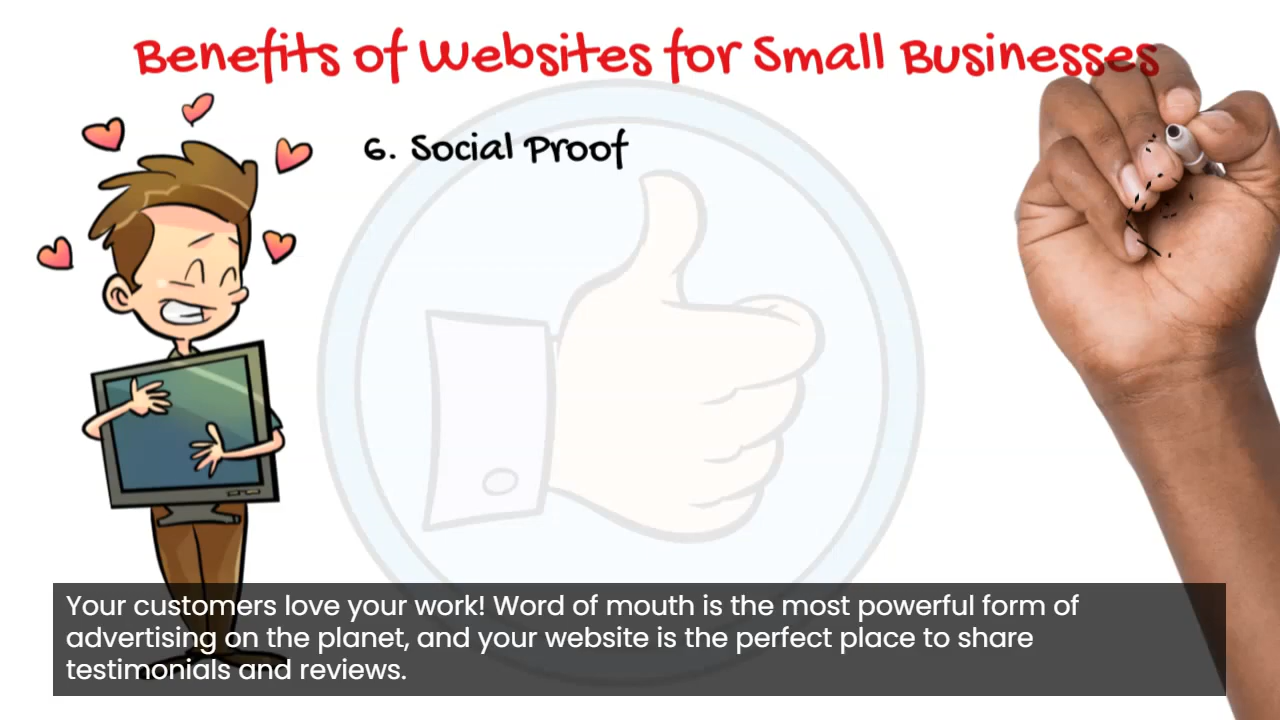 Benefits of Websites for Small Businesses
6. Social Proof
Your customers love your work! Word of mouth is the most powerful form of
advertising on the planet, and your website is the perfect place to share
testimonials and reviews.